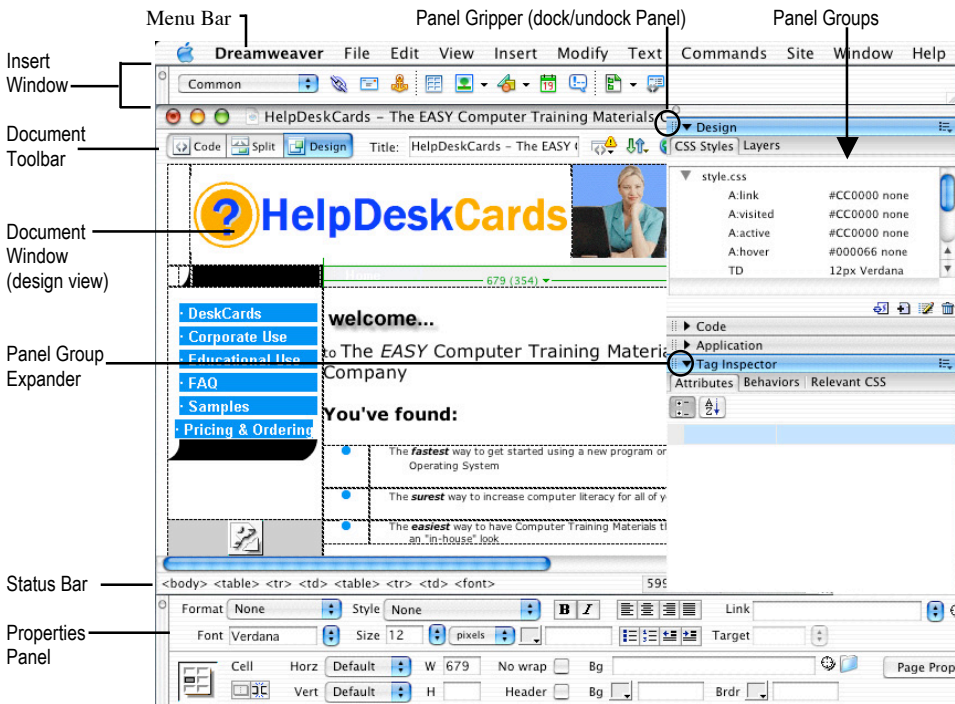 Menu Bar
Panel Gripper (dock/undock Panel)
Panel Groups
Insert
Window
Dreamweaver File Edit View Insert Modify Text Commands Site Window Help
Common
19
HelpDeskCards – The EASY Computer Training Materials
Document
Toolbar
Code Split Design Title: HelpDeskCards – The EASY
Design
CSS Styles Layers
style.css
A:link #CC0000 none
A:visited #CC0000 none
A:active #CC0000 none
A:hover #000066 none
TD 12px Verdana
?
HelpDeskCards
Document
Window
(design view)
Home
679 (354)
· DeskCards
· Corporate Use
· Educational Use
· FAQ
· Samples
· Pricing & Ordering
welcome...
to The EASY Computer Training Materia
Company
You've found:
The fastest way to get started using a new program or
Operating System
The surest way to increase computer literacy for all of y
The easiest way to have Computer Training Materials th
an "in-house" look
Panel Group
Expander
Code
Application
Tag Inspector
Attributes Behaviors Relevant CSS
A
Z
Status Bar
<body> <table> <tr> <td> <table> <tr> <td> <font>
599
Properties
Panel
Format None Style None B I Link
Font Verdana Size 12 pixels Target
Cell Horz Default W 679 No wrap Bg Page Prop
Vert Default H Header Bg Brdr